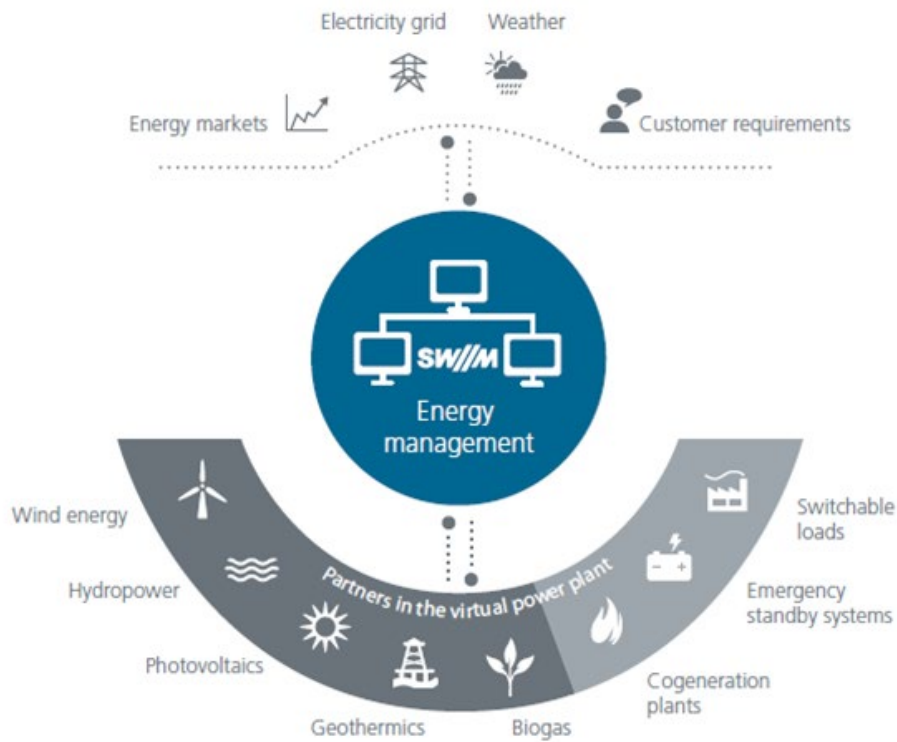 Electricity grid
Weather
Energy markets
Customer requirements
SW//M
Energy
management
Partners in the virtual power plant
Wind energy
Hydropower
Photovoltaics
Geothermics
Biogas
Cogeneration
plants
Emergency
standby systems
Switchable
loads